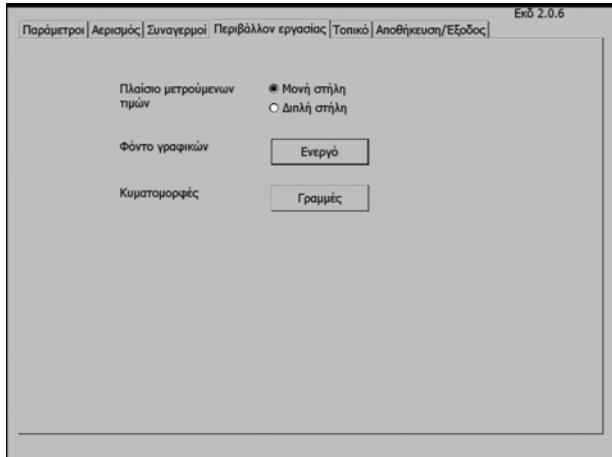 Εκδ 2.0.6
Παράμετροι Αερισμός Συναγερμοί Περιβάλλον εργασίας Τοπικό Αποθήκευση/Έξοδος
Πλαίσιο μετρούμενων
τιμών
Μονή στήλη
Διπλή στήλη
Φόντο γραφικών
Ενεργό
Κυματομορφές
Γραμμές